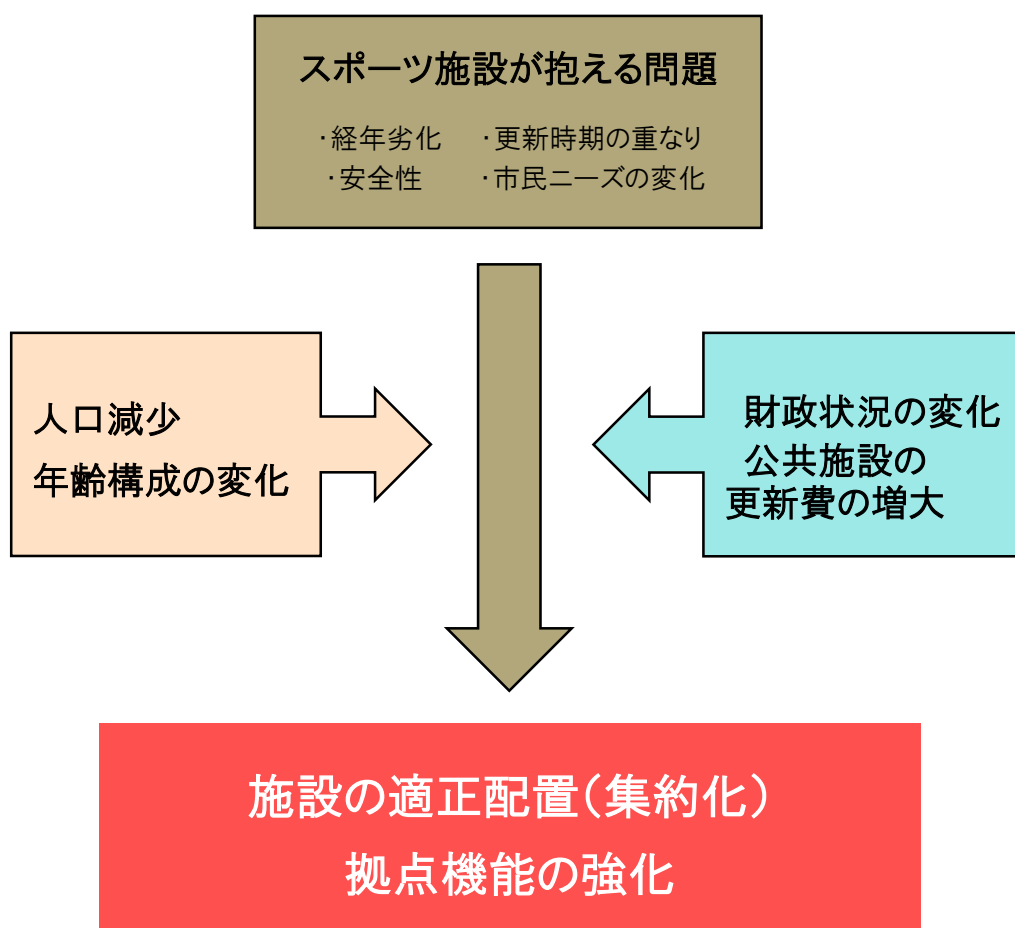 スポーツ施設が抱える問題
・経年劣化 ・更新時期の重なり
・安全性 ・市民ニーズの変化
人口減少
年齢構成の変化
財政状況の変化
公共施設の
更新費の増大
施設の適正配置（集約化）
拠点機能の強化